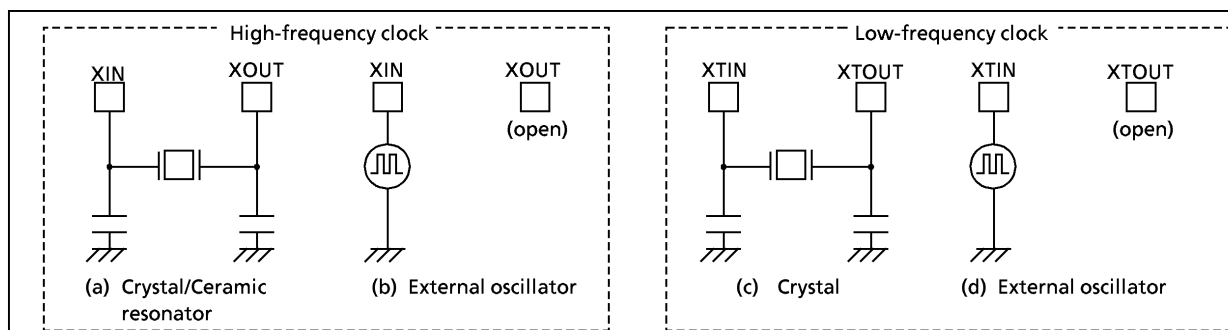 High-frequency clock
XIN
XOUT
XIN
XOUT
(open)
(a) Crystal/Ceramic
resonator
(b) External oscillator
Low-frequency clock
XTIN
XTOUT
XTIN
XTOUT
(open)
(c) Crystal
(d) External oscillator